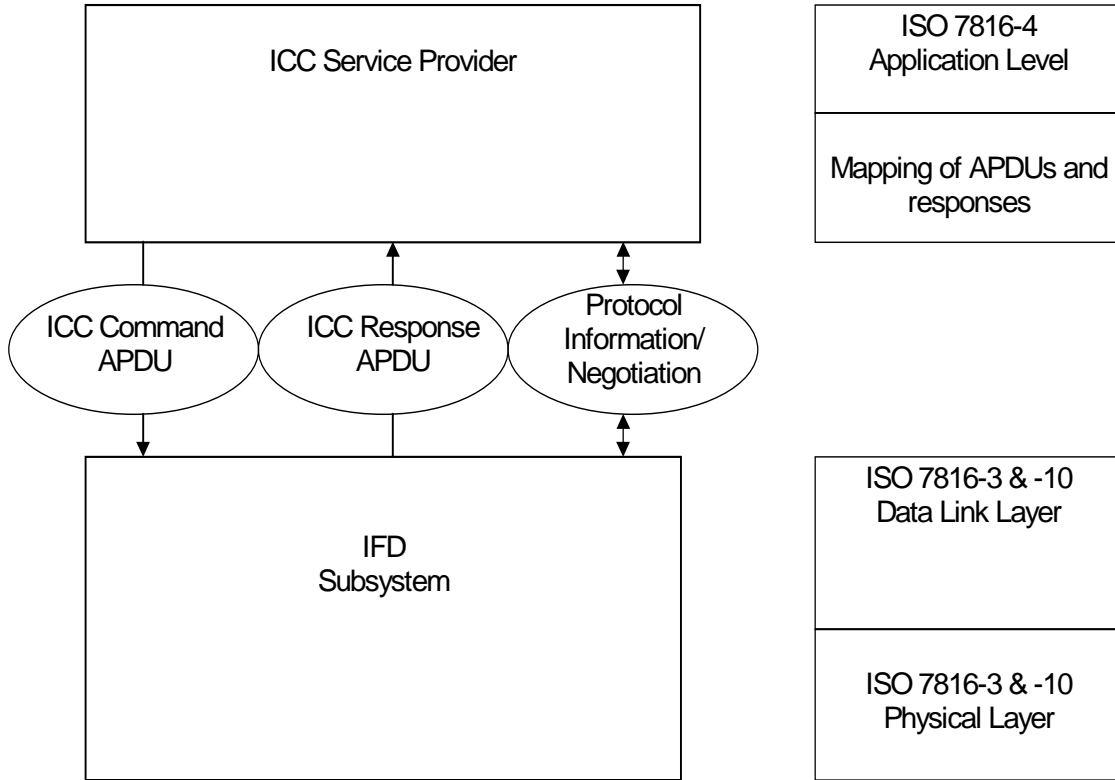 ICC Service Provider
ISO 7816-4
Application Level
Mapping of APDUs and
responses
ICC Command
APDU
ICC Response
APDU
Protocol
Information/
Negotiation
IFD
Subsystem
ISO 7816-3 & -10
Data Link Layer
ISO 7816-3 & -10
Physical Layer